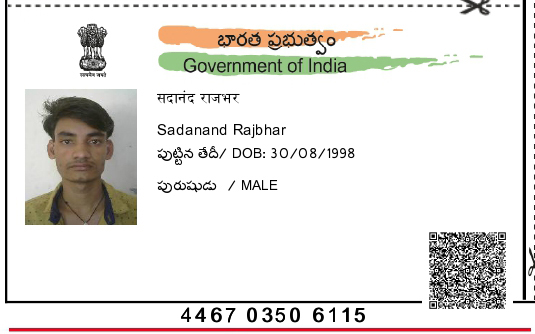 భారత ప్రభుత్వం
Government of India
सत्यमेव जयते
सदानंद राजभर
Sadanand Rajbhar
పుట్టిన తేదీ/ DOB: 30/08/1998
పురుషుడు / MALE
4467 0350 6115